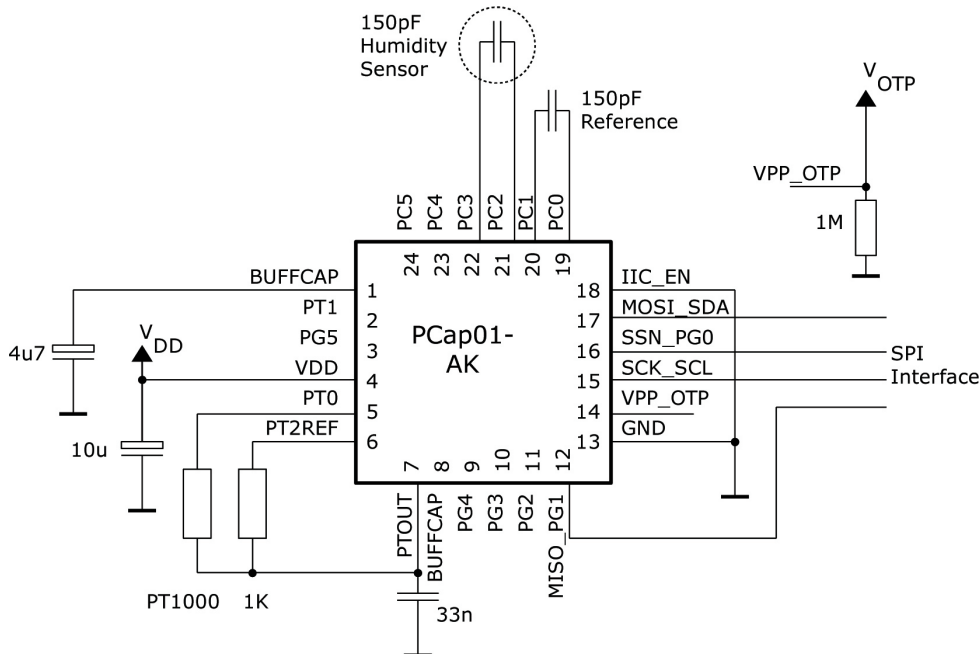 150pF
Humidity
Sensor
150pF
Reference
V
OTP
VPP_OTP
1M
PC5
PC4
PC3
PC2
PC1
PC0
24
23
22
21
20
19
BUFFCAP
PT1
PG5
VDD
PT0
PT2REF
1
2
3
4
5
6
PCap01-
AK
18
17
16
15
14
13
IIC_EN
MOSI_SDA
SSN_PG0
SCK_SCL
VPP_OTP
GND
SPI
Interface
4u7
V
DD
10u
7
8
9
10
11
12
PTOUT
BUFFCAP
PG4
PG3
PG2
MISO_PG1
PT1000
1K
33n